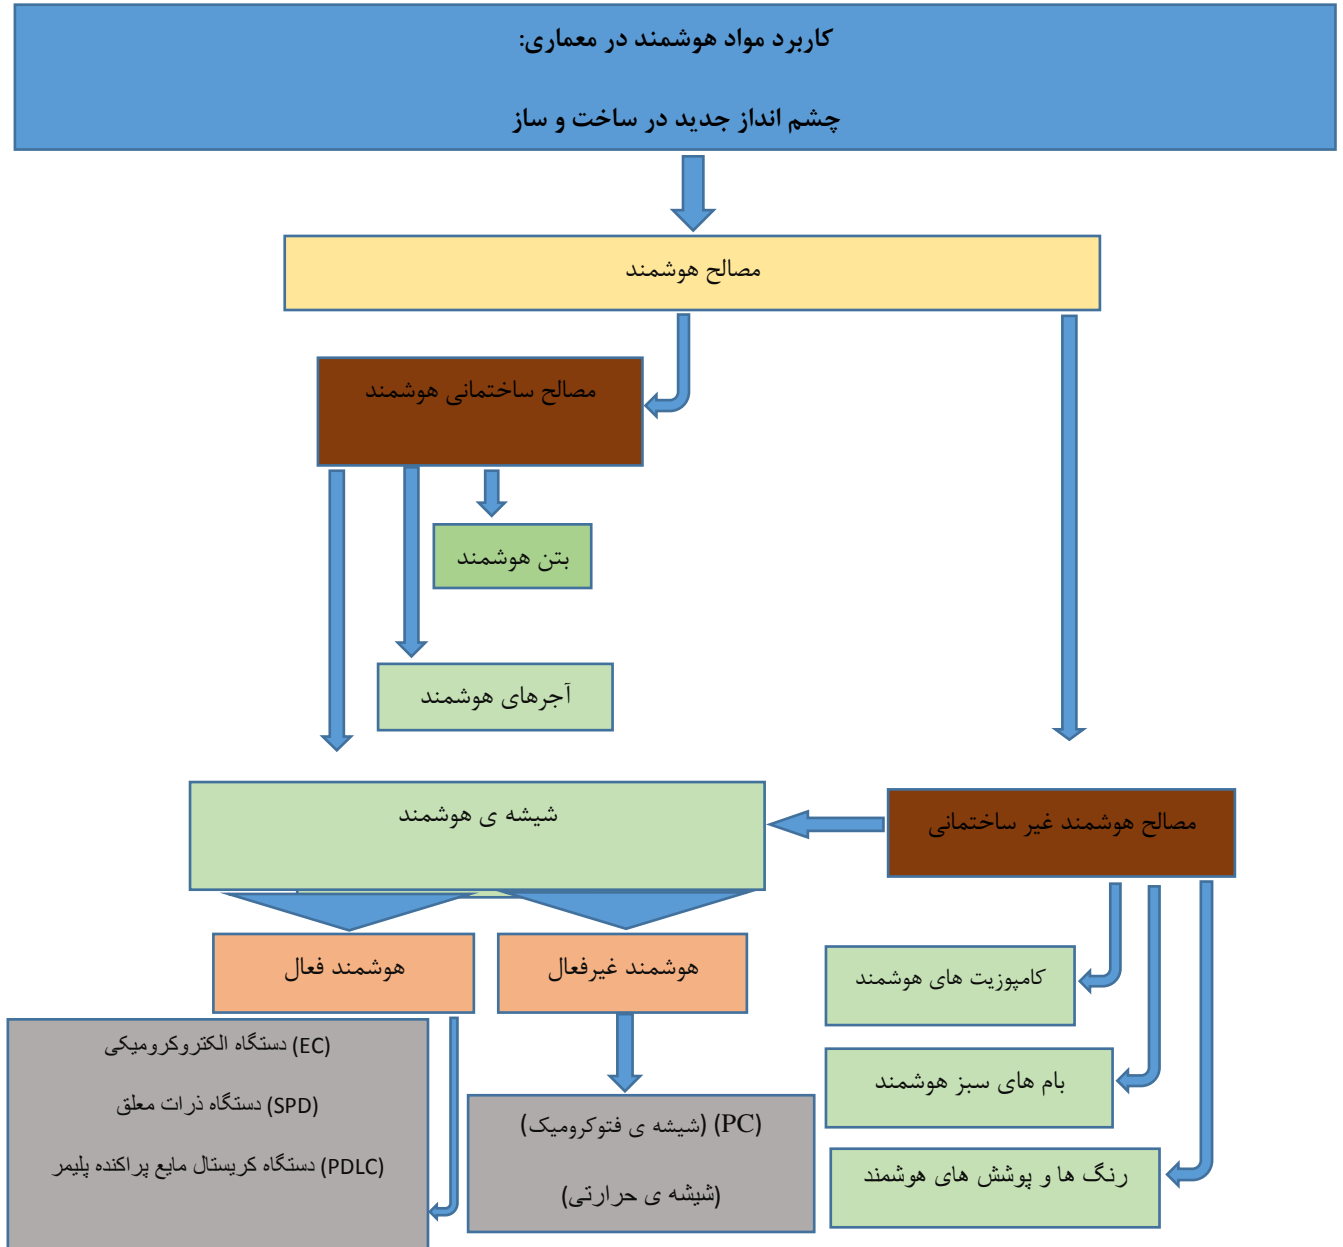 کاربرد مواد هوشمند در معماری:
چشم انداز جدید در ساخت و ساز
مصالح هوشمند
مصالح ساختمانی هوشمند
بتن هوشمند
آجرهای هوشمند
شیشه ی هوشمند
مصالح هوشمند غیر ساختمانی
هوشمند غیرفعال
هوشمند فعال
کامپوزیت های هوشمند
بام های سبز هوشمند
رنگ ها و پوشش های هوشمند
(EC) دستگاه الکتروکرومیکی
(SPD) دستگاه ذرات معلق
(PDLC) دستگاه کریستال مایع پراکنده پلیمر
(PC) (شیشه ی فتوکرومیک)
(شیشه ی حرارتی)